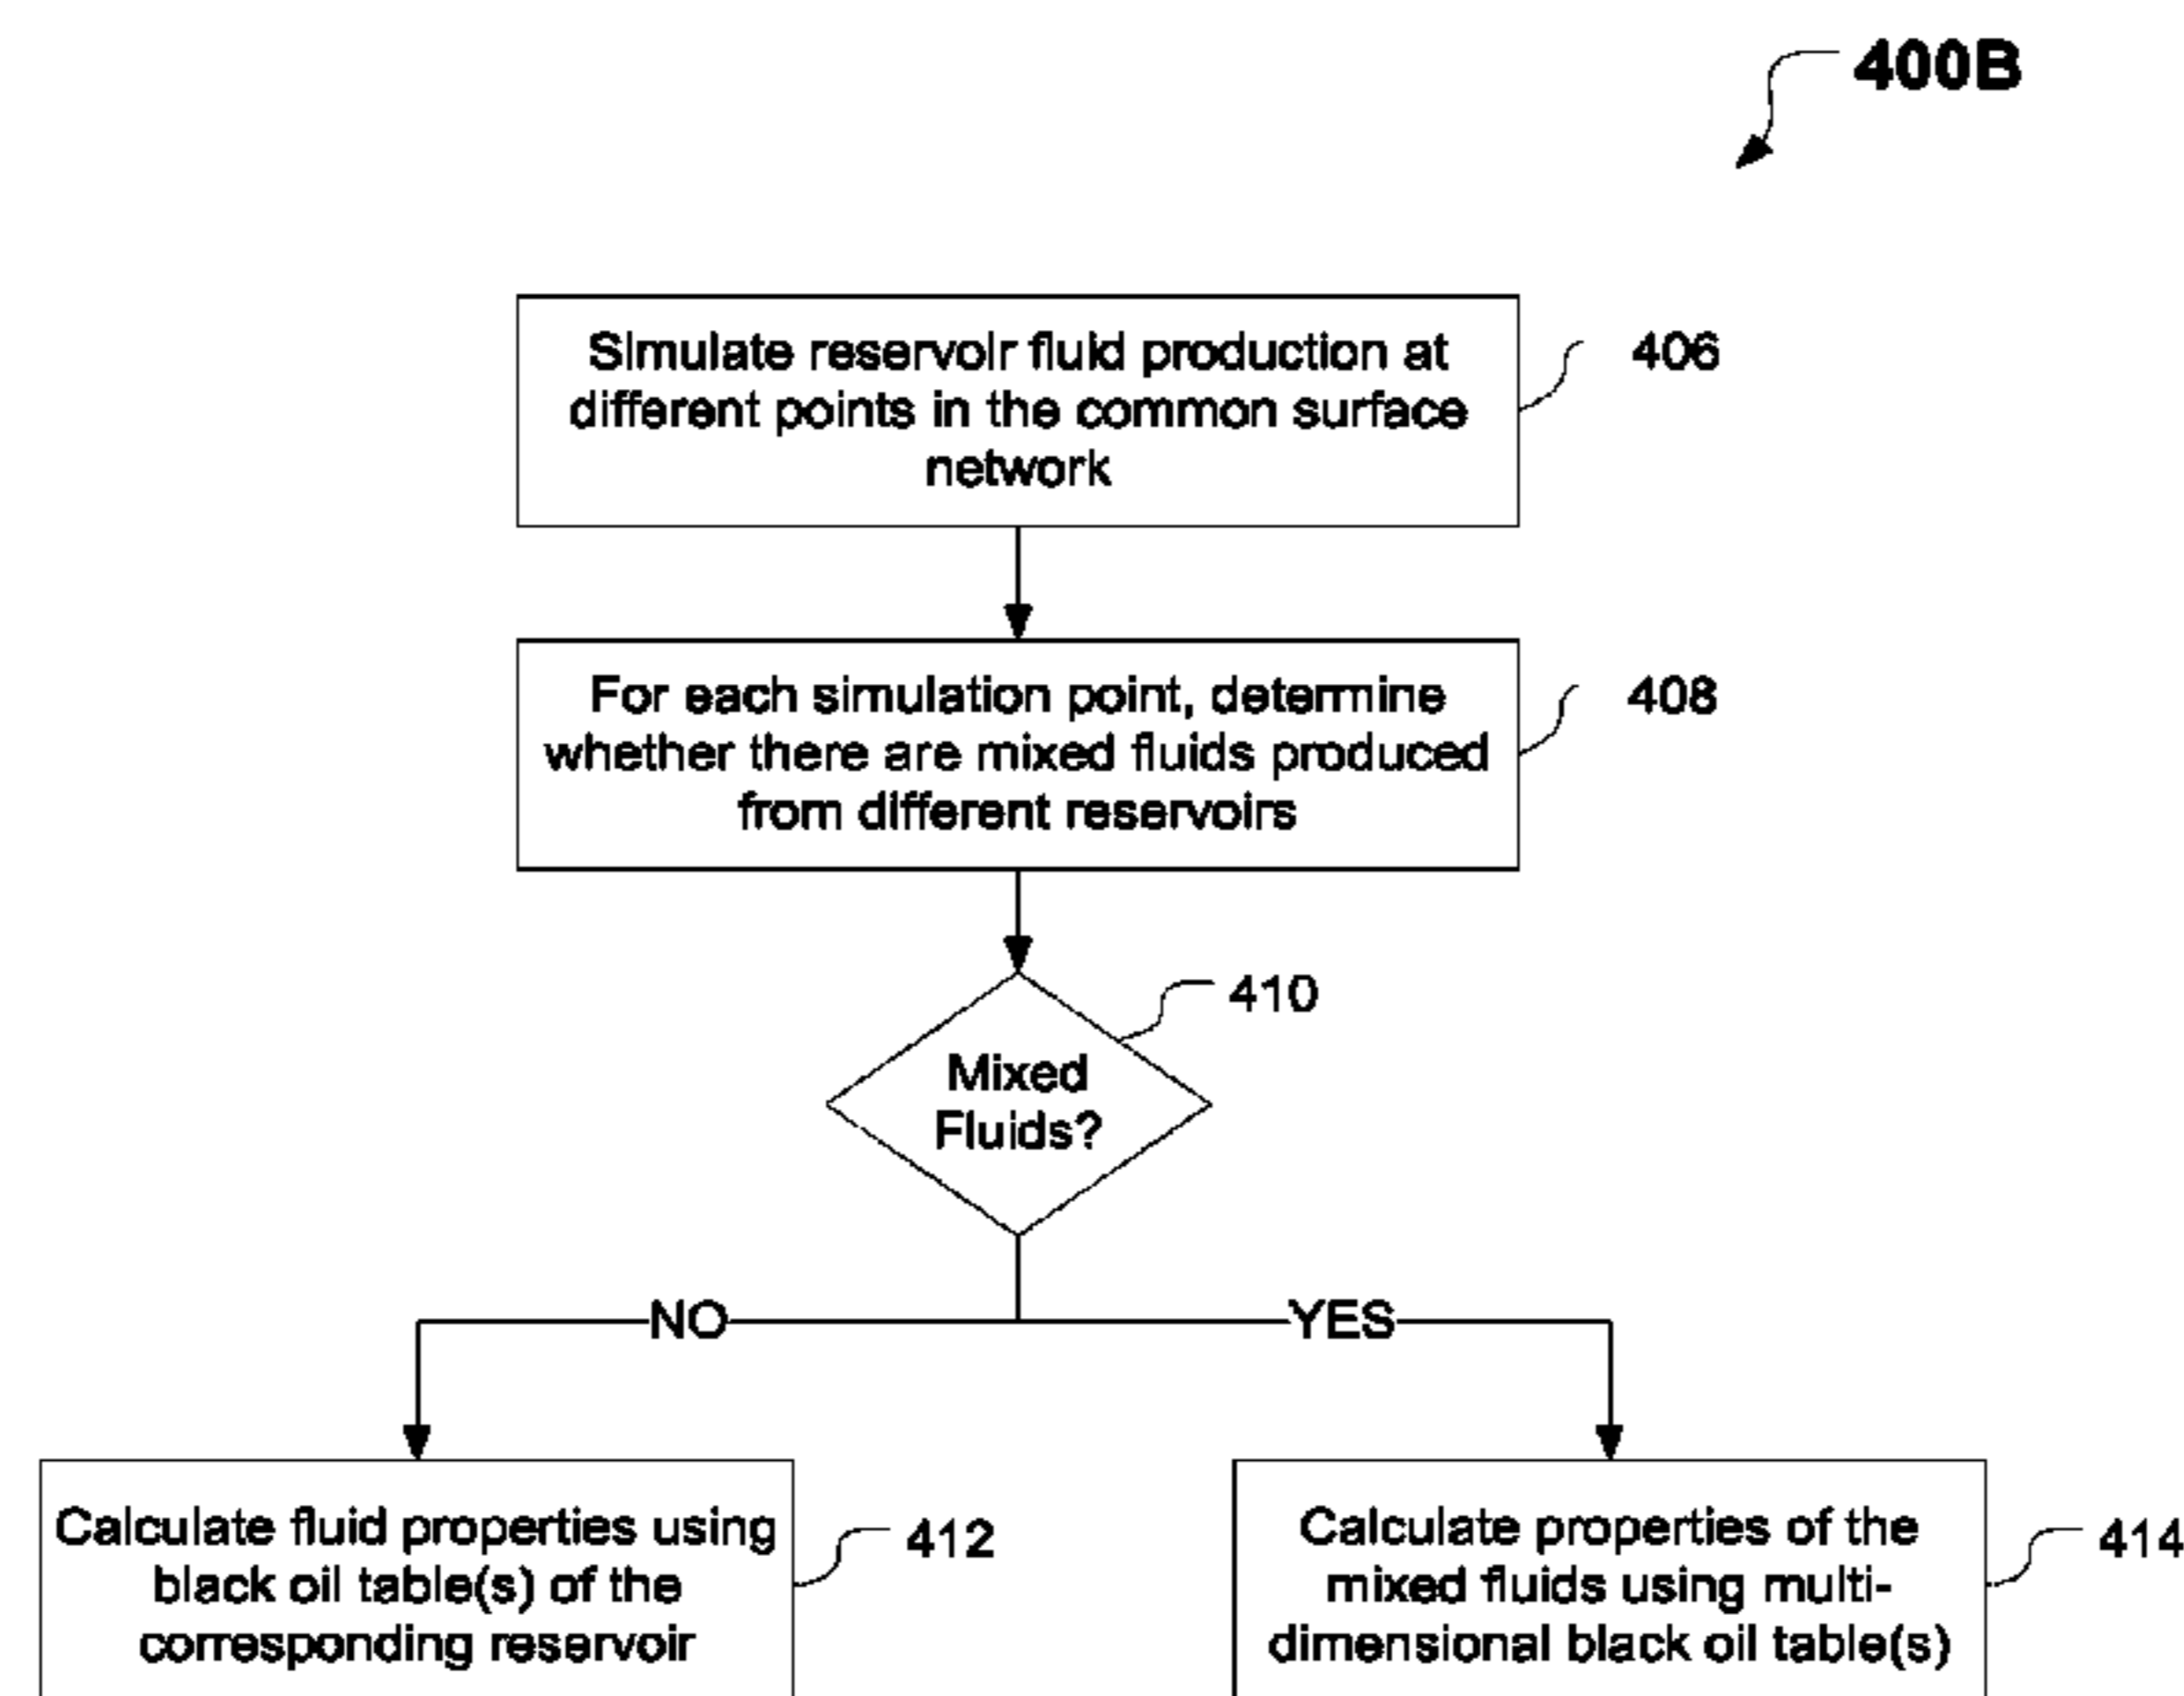 400B
Simulate reservoir fluid production at
different points in the common surface
network
406
For each simulation point, determine
whether there are mixed fluids produced
from different reservoirs
408
410
Mixed
Fluids?
NO
YES
Calculate fluid properties using
black oil table(s) of the
corresponding reservoir
412
Calculate properties of the
mixed fluids using multi-
dimensional black oil table(s)
414